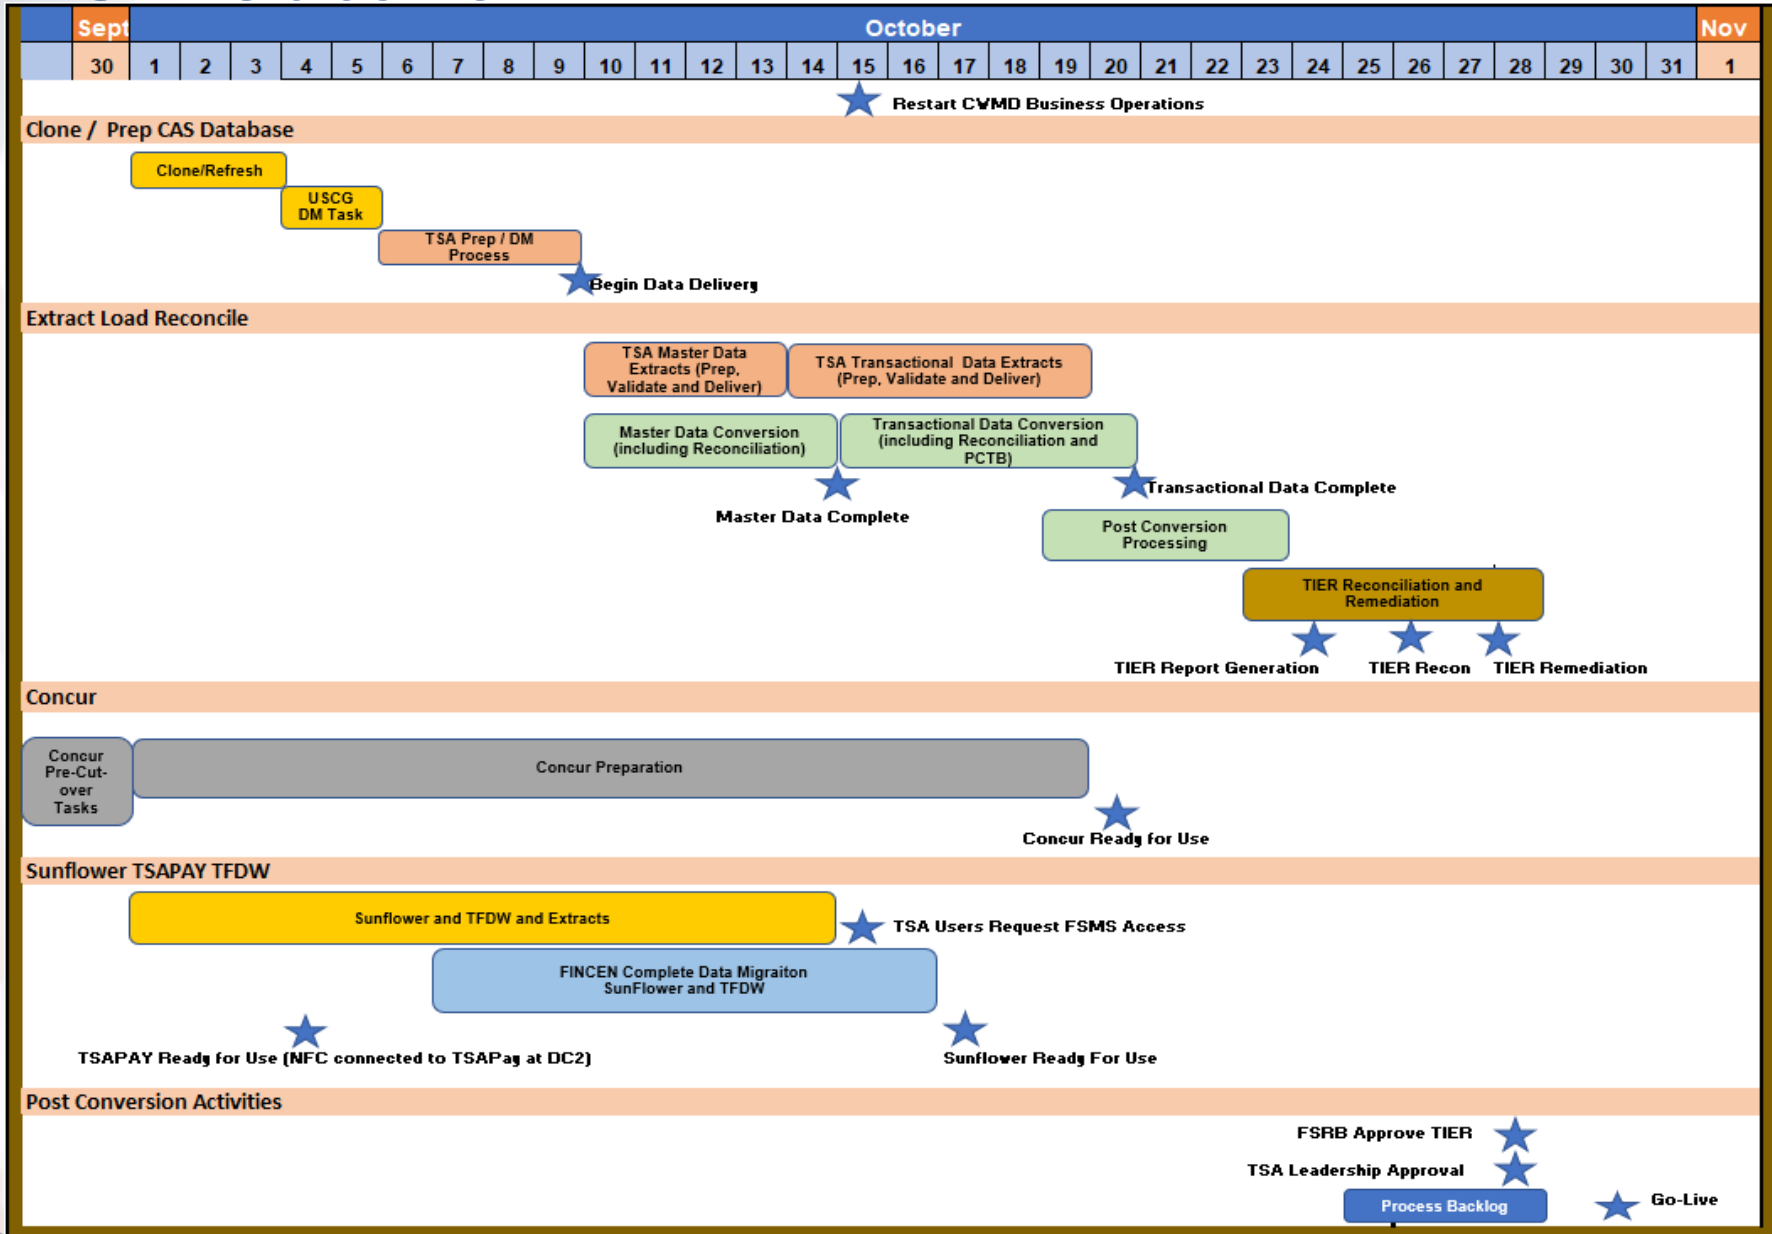 Sept October Nov
30 1 2 3 4 5 6 7 8 9 10 11 12 13 14 15 16 17 18 19 20 21 22 23 24 25 26 27 28 29 30 31 1
Restart CWMD Business Operations
Clone / Prep CAS Database
Clone/Refresh
USCG
DM Task
TSA Prep / DM
Process
Begin Data Delivery
Extract Load Reconcile
TSA Master Data
Extracts (Prep,
Validate and Deliver)
TSA Transactional Data Extracts
(Prep, Validate and Deliver)
Master Data Conversion
(including Reconciliation)
Transactional Data Conversion
(including Reconciliation and
PCTB)
Transactional Data Complete
Master Data Complete
Post Conversion
Processing
TIER Reconciliation and
Remediation
TIER Report Generation
TIER Recon
TIER Remediation
Concur
Concur
Pre-Cut-
over
Tasks
Concur Preparation
Concur Ready for Use
Sunflower TSAPAY TFDW
Sunflower and TFDW and Extracts
TSA Users Request FSMS Access
FINCEN Complete Data Migraiton
SunFlower and TFDW
TSAPAY Ready for Use (NFC connected to TSAPay at DC2)
Sunflower Ready For Use
Post Conversion Activities
FSRB Approve TIER
TSA Leadership Approval
Process Backlog
Go-Live